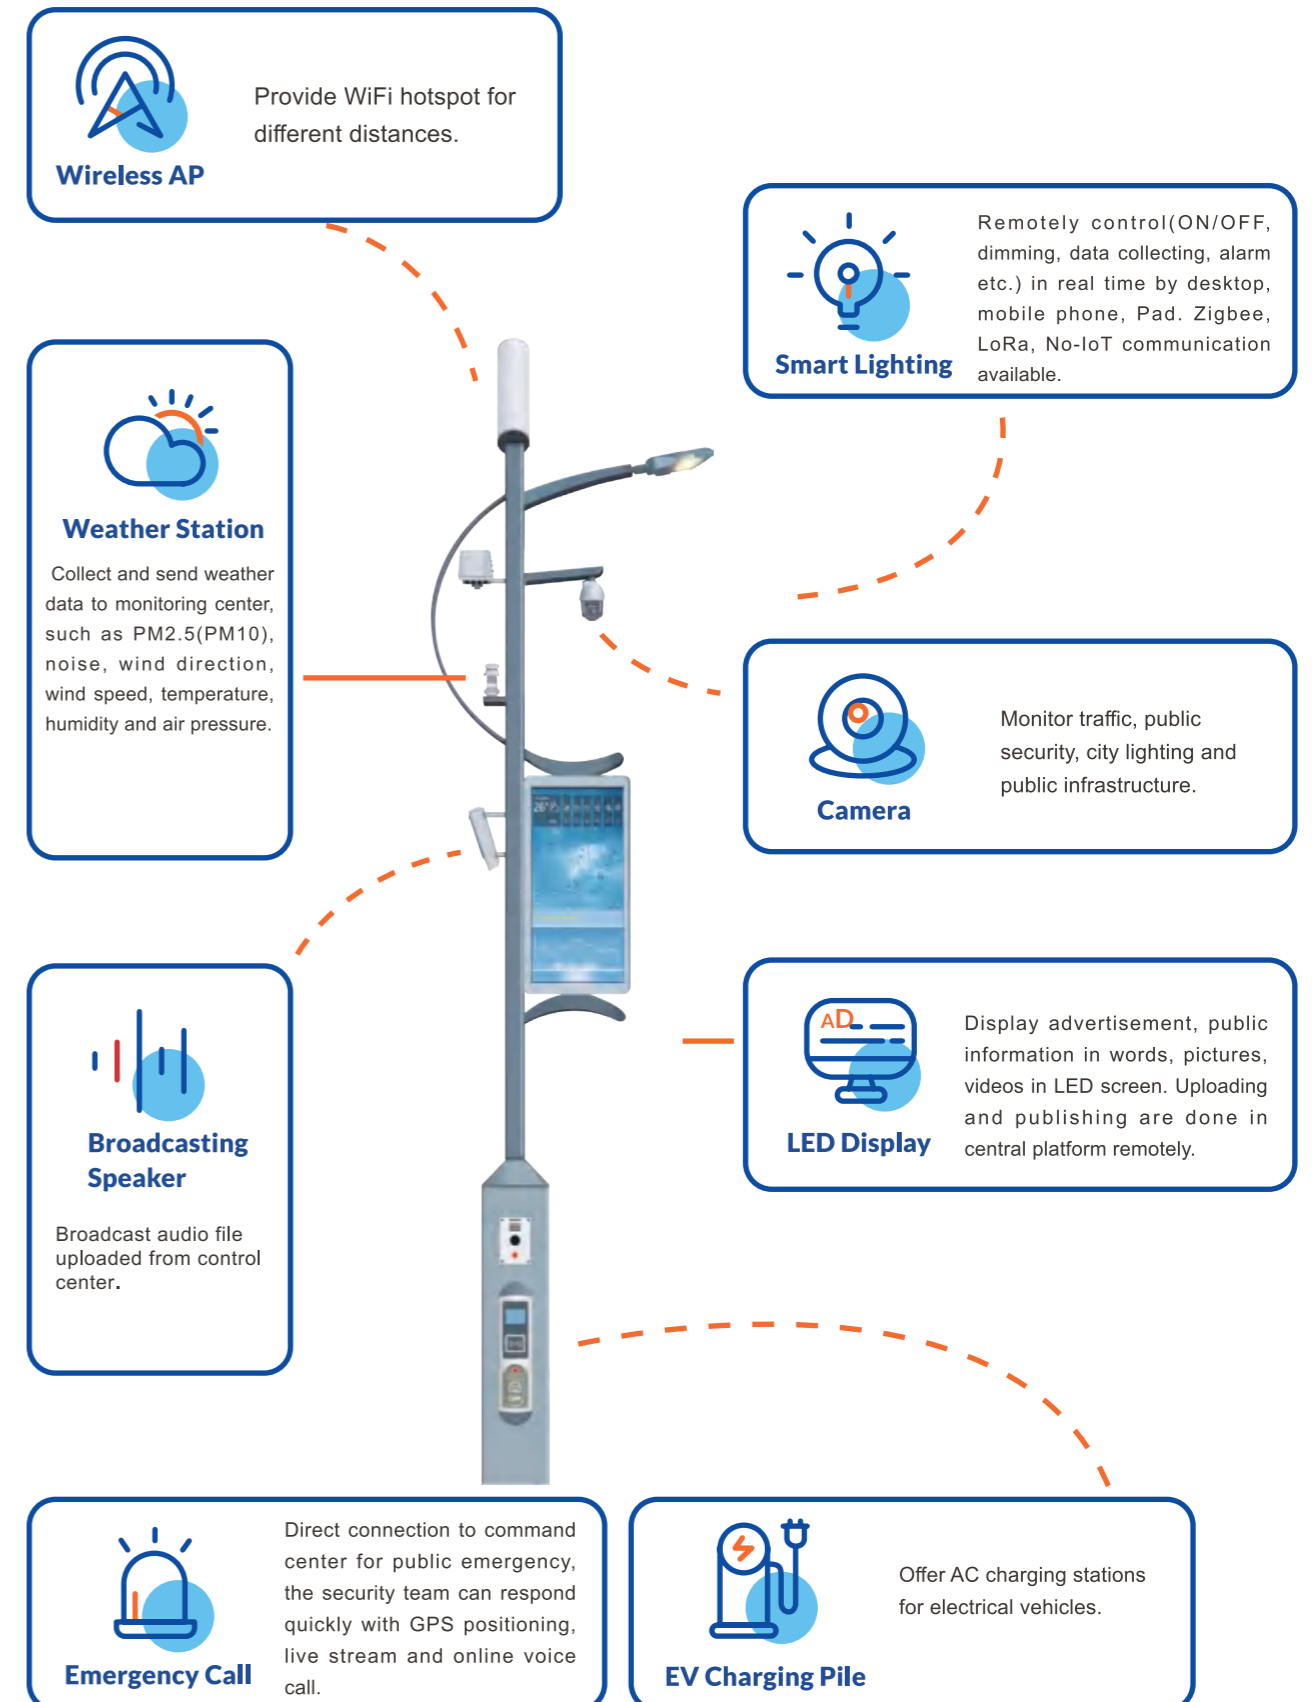 Provide WiFi hotspot for
different distances.
Wireless AP
Remotely control(ON/OFF,
dimming, data collecting, alarm
etc.) in real time by desktop,
mobile phone, Pad. Zigbee,
LoRa, No-IoT communication
available.
Smart Lighting
Weather Station
Collect and send weather
data to monitoring center,
such as PM2.5(PM10),
noise, wind direction,
wind speed, temperature,
humidity and air pressure.
Monitor traffic, public
security, city lighting and
public infrastructure.
Camera
26°
Broadcasting
Speaker
Broadcast audio file
uploaded from control
center.
AD
Display advertisement, public
information in words, pictures,
videos in LED screen. Uploading
and publishing are done in
central platform remotely.
LED Display
Direct connection to command
center for public emergency,
the security team can respond
quickly with GPS positioning,
live stream and online voice
call.
Emergency Call
Offer AC charging stations
for electrical vehicles.
EV Charging Pile